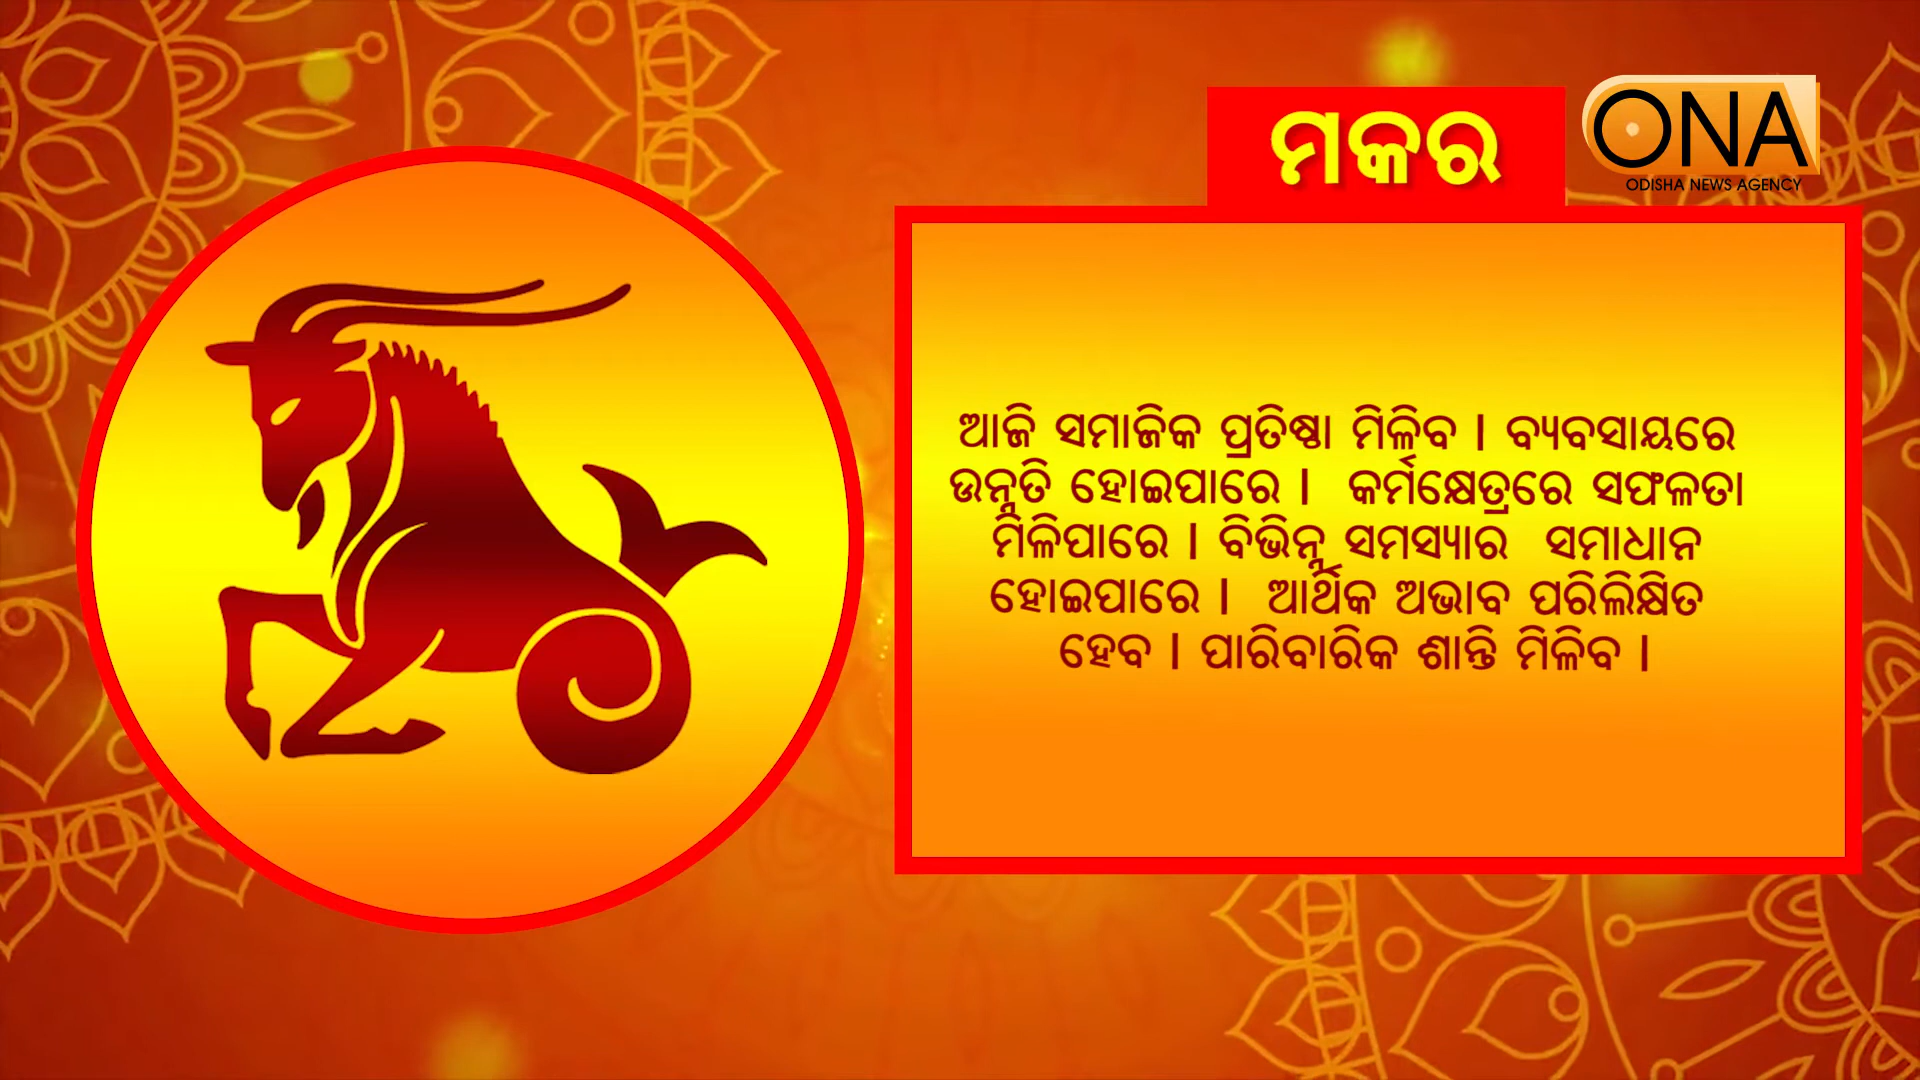 ମକର
ONA
ODISHA NEWS AGENCY
ଆଜି ସମାଜିକ ପ୍ରତିଷ୍ଠା ମିଳିବ । ବ୍ୟବସାୟରେ
ଉନ୍ନତି ହୋଇପାରେ । କର୍ମକ୍ଷେତ୍ରରେ ସଫଳତା
ମିଳିପାରେ । ବିଭିନ୍ନ ସମସ୍ୟାର ସମାଧାନ
ହୋଇପାରେ । ଆର୍ଥିକ ଅଭାବ ପରିଲିକ୍ଷିତ
ହେବ । ପାରିବାରିକ ଶାନ୍ତି ମିଳିବ ।